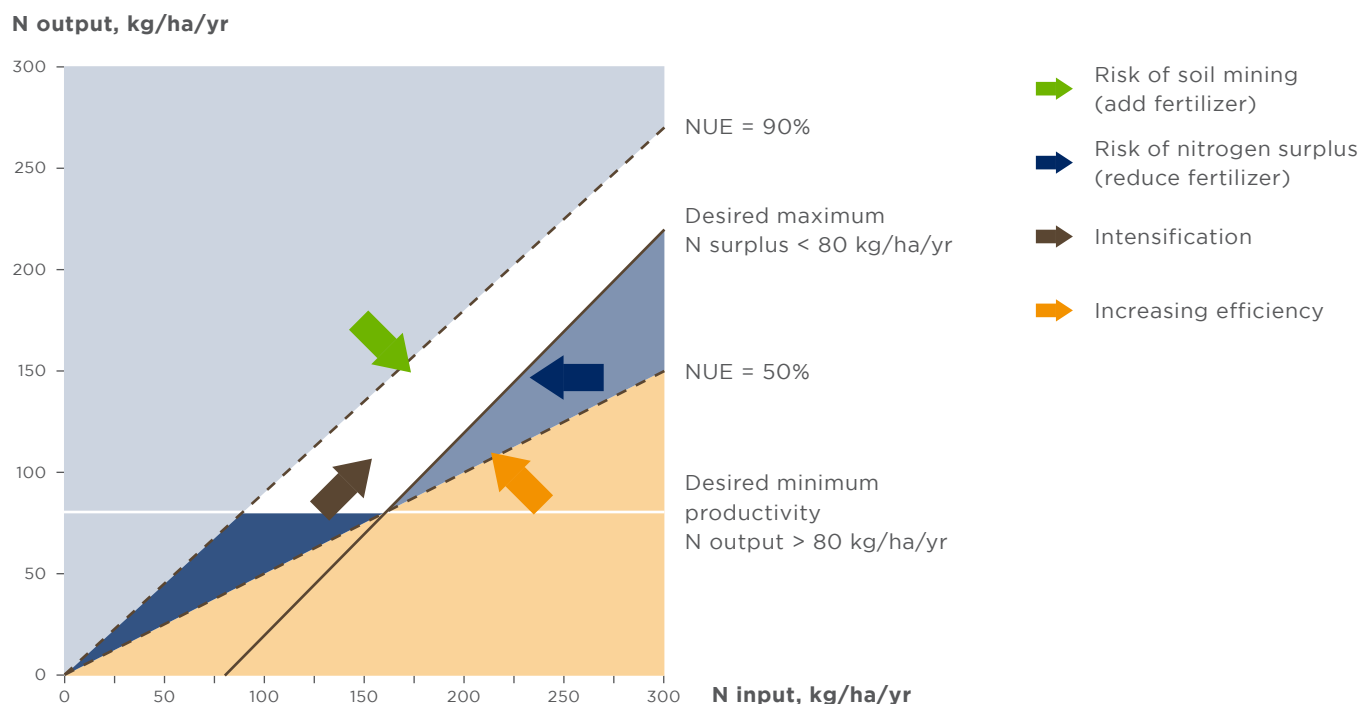 N output, kg/ha/yr
300
250
200
150
100
50
0
0
50
100
150
200
250
300
N input, kg/ha/yr
NUE = 90%
Desired maximum
N surplus < 80 kg/ha/yr
NUE = 50%
Desired minimum
productivity
N output > 80 kg/ha/yr
Risk of soil mining
(add fertilizer)
Risk of nitrogen surplus
(reduce fertilizer)
Intensification
Increasing efficiency